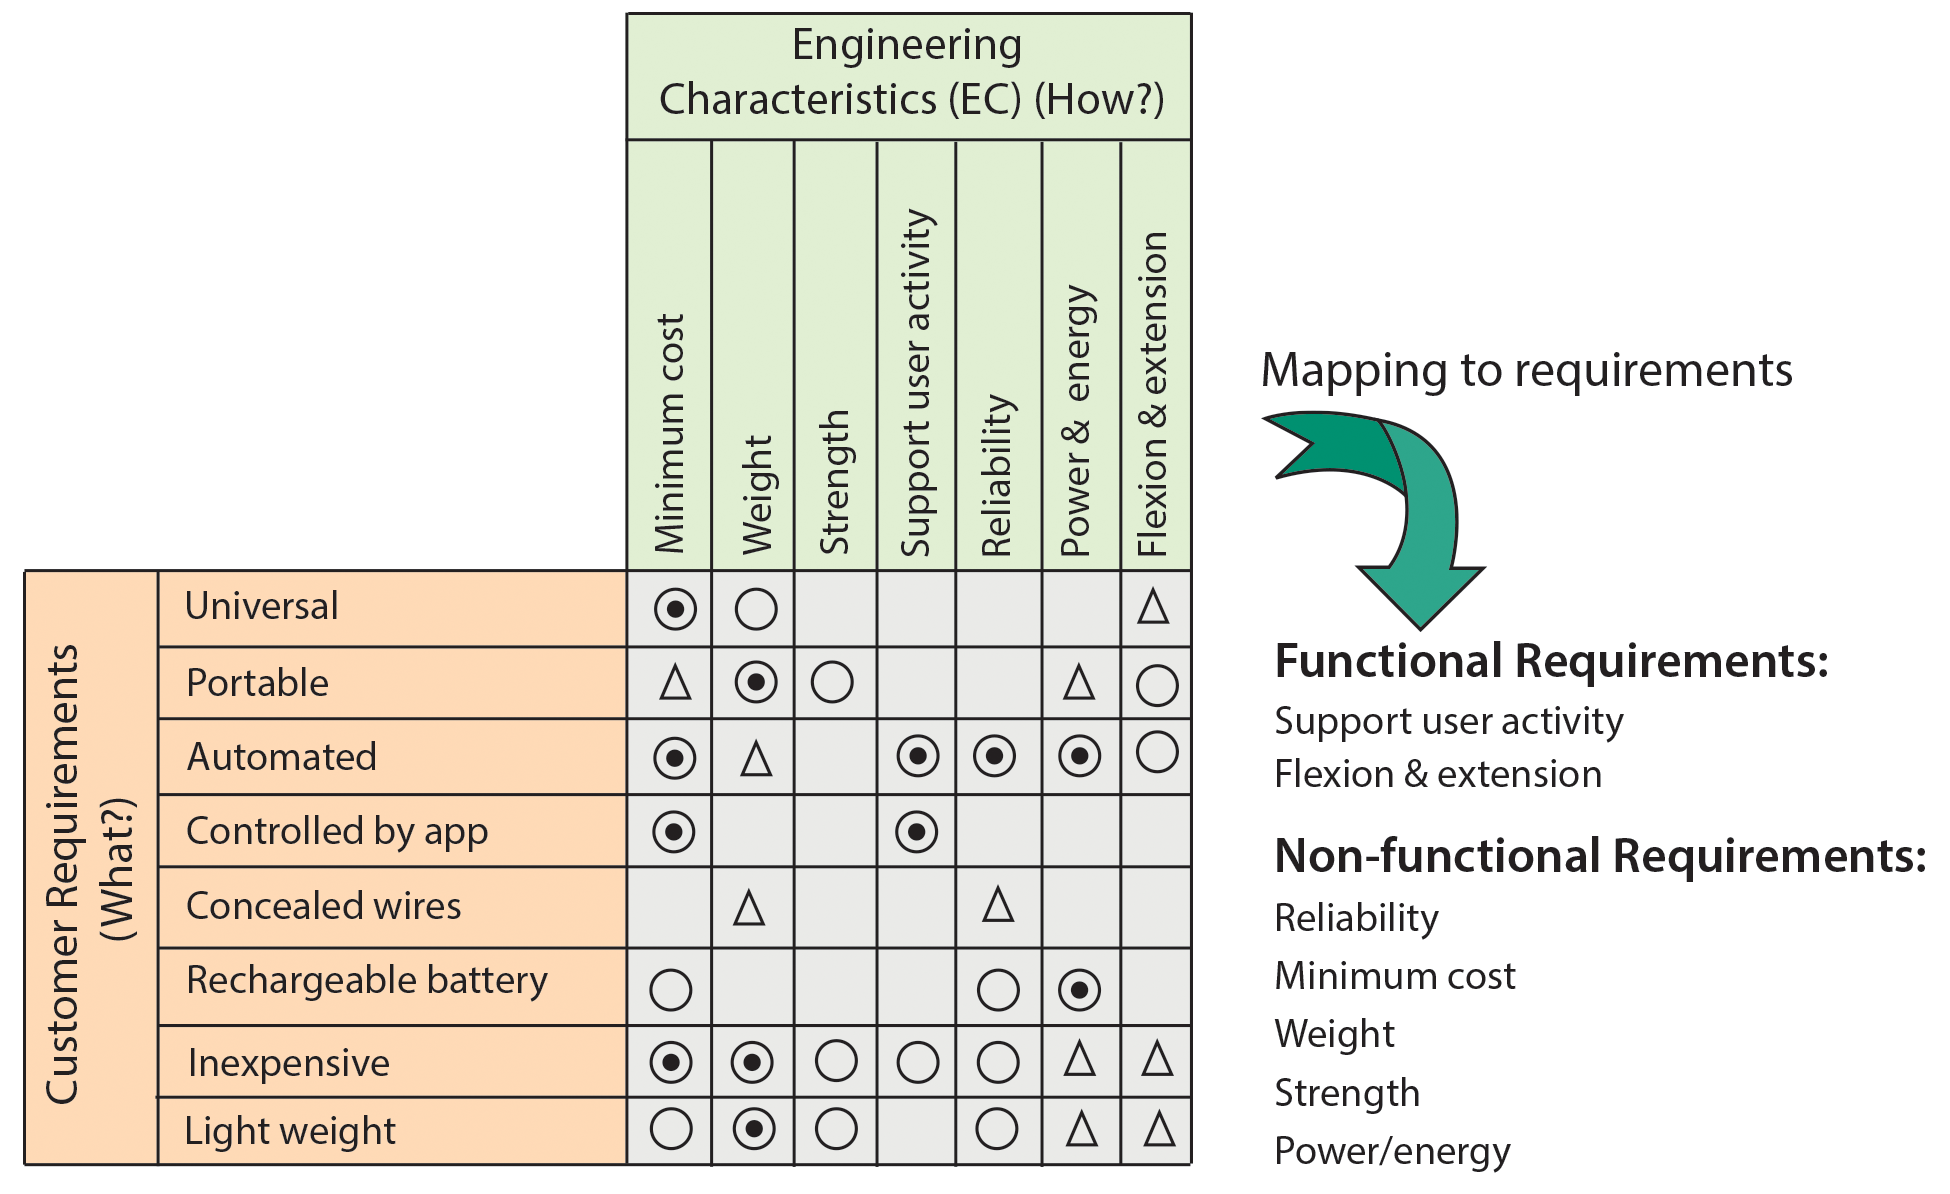 Engineering
Characteristics (EC) (How?)
Minimum cost
Weight
Strength
Support user activity
Reliability
Power & energy
Flexion & extension
Customer Requirements
(What?)
Universal
Portable
Automated
Controlled by app
Concealed wires
Rechargeable battery
Inexpensive
Light weight
Mapping to requirements
Functional Requirements:
Support user activity
Flexion & extension
Non-functional Requirements:
Reliability
Minimum cost
Weight
Strength
Power/energy